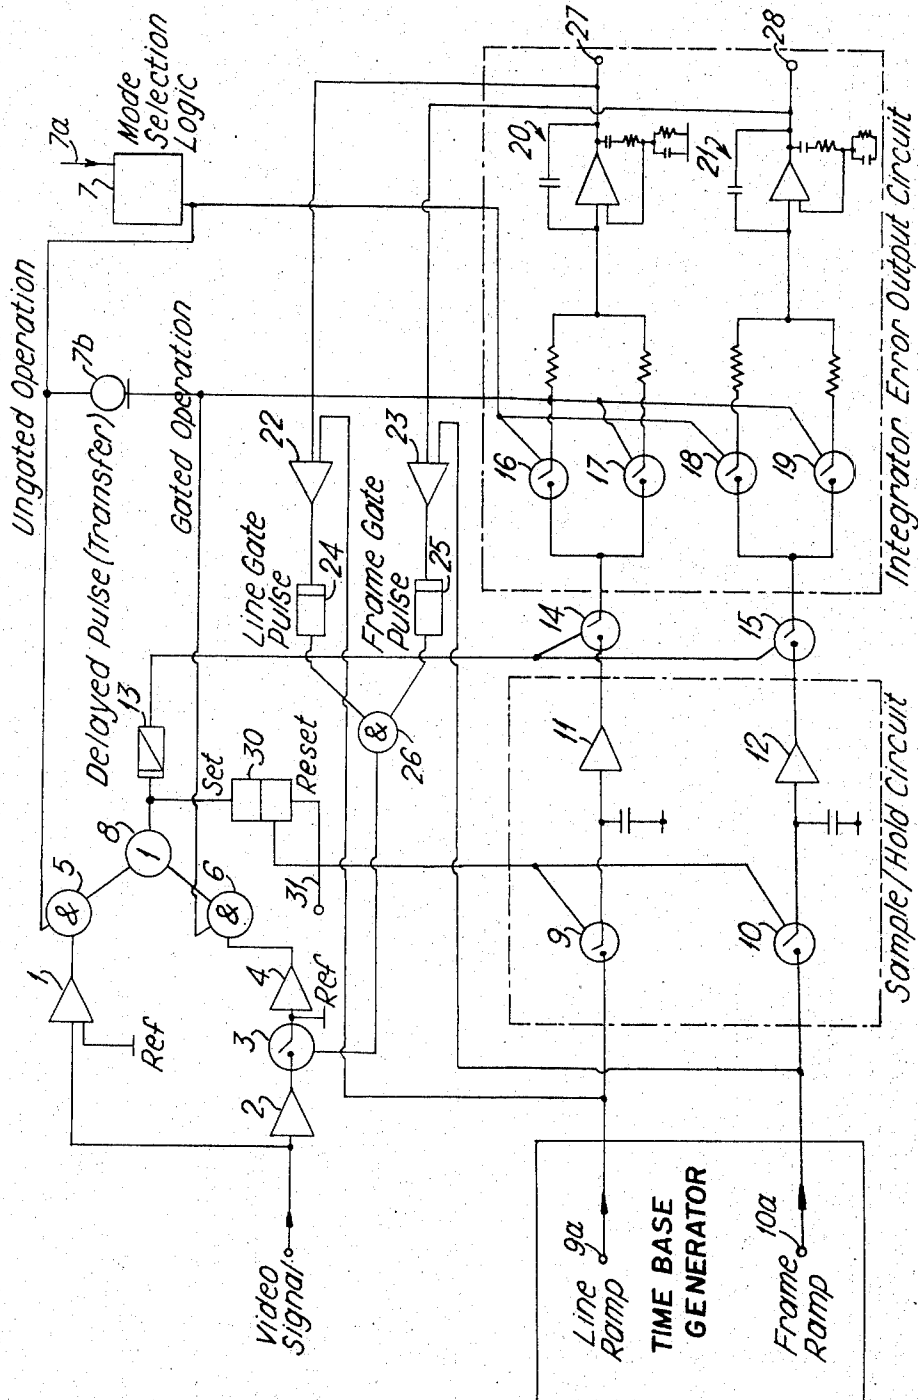 Video
Signal
1
Ref
2
3
4
Ref
5
&
6
&
8
1
Ungated Operation
Delayed Pulse (Transfer)
13
Gated Operation
7b
7a
7
Mode
Selection
Logic
Set
30
Reset
31
Line Gate
Pulse
24
22
Frame Gate
Pulse
25
23
&
26
Line
Ramp
9a
TIME BASE
GENERATOR
Frame
Ramp
10a
9
10
11
12
Sample/Hold Circuit
14
15
16
17
18
19
20
21
27
28
Integrator Error Output Circuit